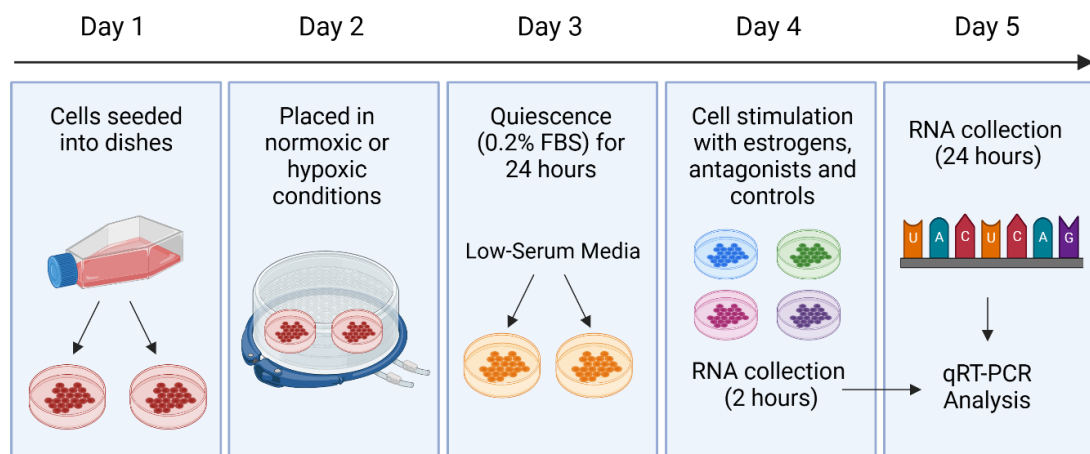 Day 1
Day 2
Day 3
Day 4
Day 5
Cells seeded
into dishes
Placed in
normoxic or
hypoxic
conditions
Quiescence
(0.2% FBS) for
24 hours
Low-Serum Media
Cell stimulation
with estrogens,
antagonists and
controls
RNA collection
(2 hours)
RNA collection
(24 hours)
U A C U C A G
qRT-PCR
Analysis